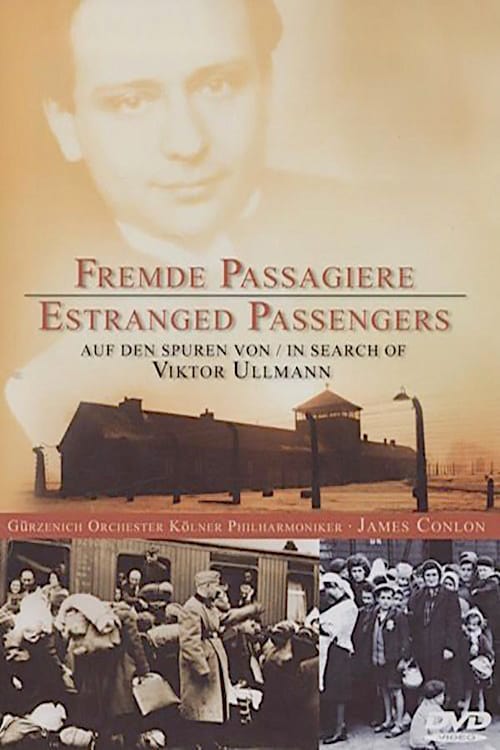 FREMDE PASSAGIERE
ESTRANGED PASSENGERS
AUF DEN SPUREN VON / IN SEARCH OF
VIKTOR ULLMANN
GÜRZENICH ORCHESTER KÖLNER PHILHARMONIKER · JAMES CONLON
DVD
VIDEO